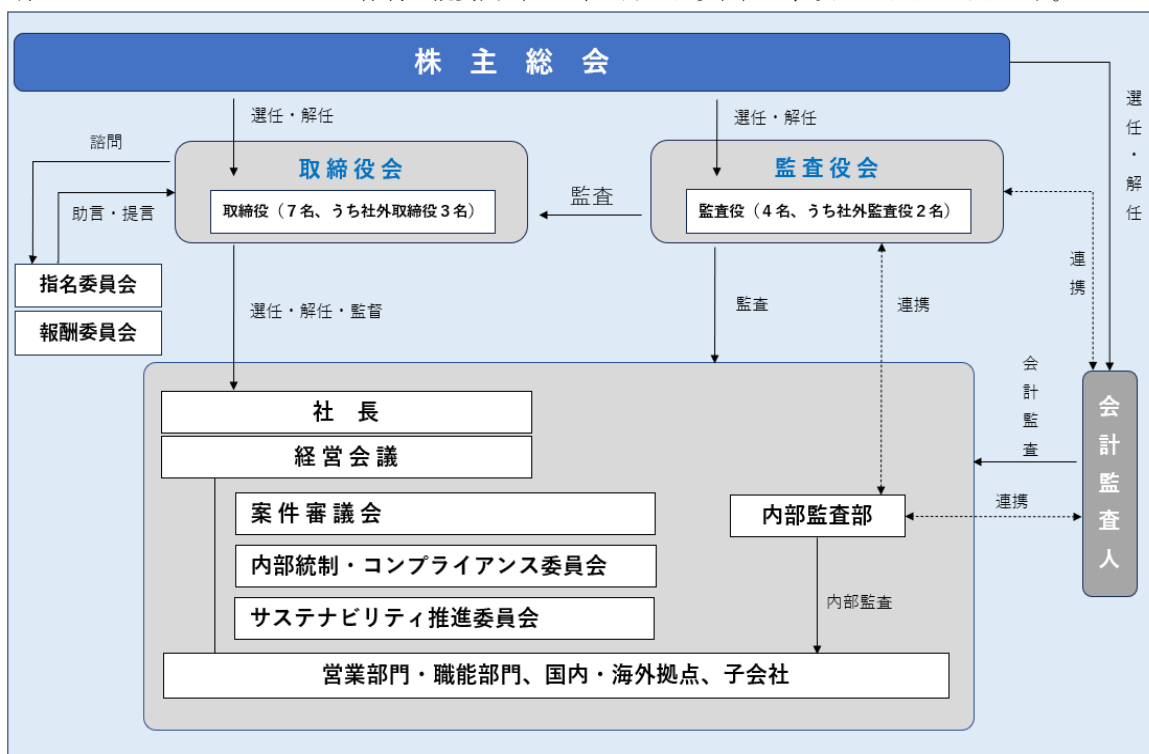 株主総会
選任・解任
選任・解任
選任・解任
諮問
取締役会
監査役会
取締役（７名、うち社外取締役３名）
監査
監査役（４名、うち社外監査役２名）
助言・提言
連携
指名委員会
報酬委員会
選任・解任・監督
監査
連携
会計監査
会計監査人
社　長
経営会議
案件審議会
内部監査部
連携
内部統制・コンプライアンス委員会
サステナビリティ推進委員会
内部監査
営業部門・職能部門、国内・海外拠点、子会社